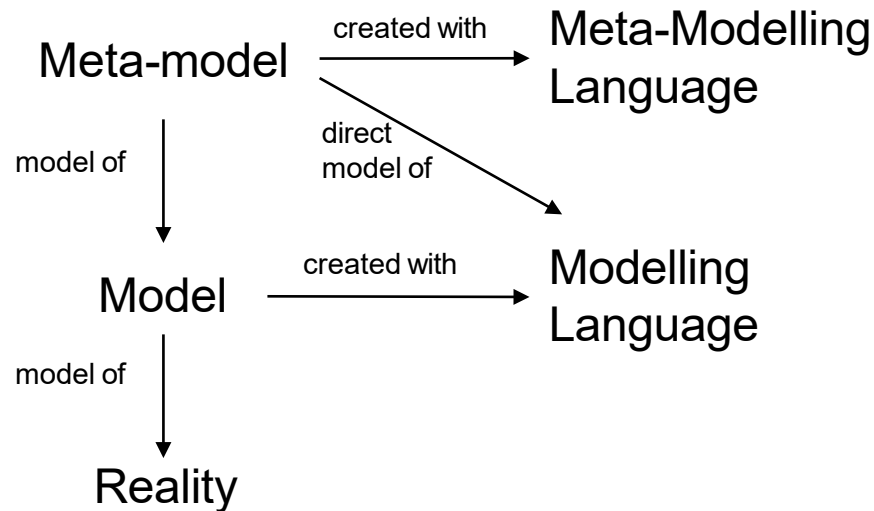 created with
Meta-Modelling
Language
Meta-model
direct
model of
model of
created with
Modelling
Language
Model
model of
Reality